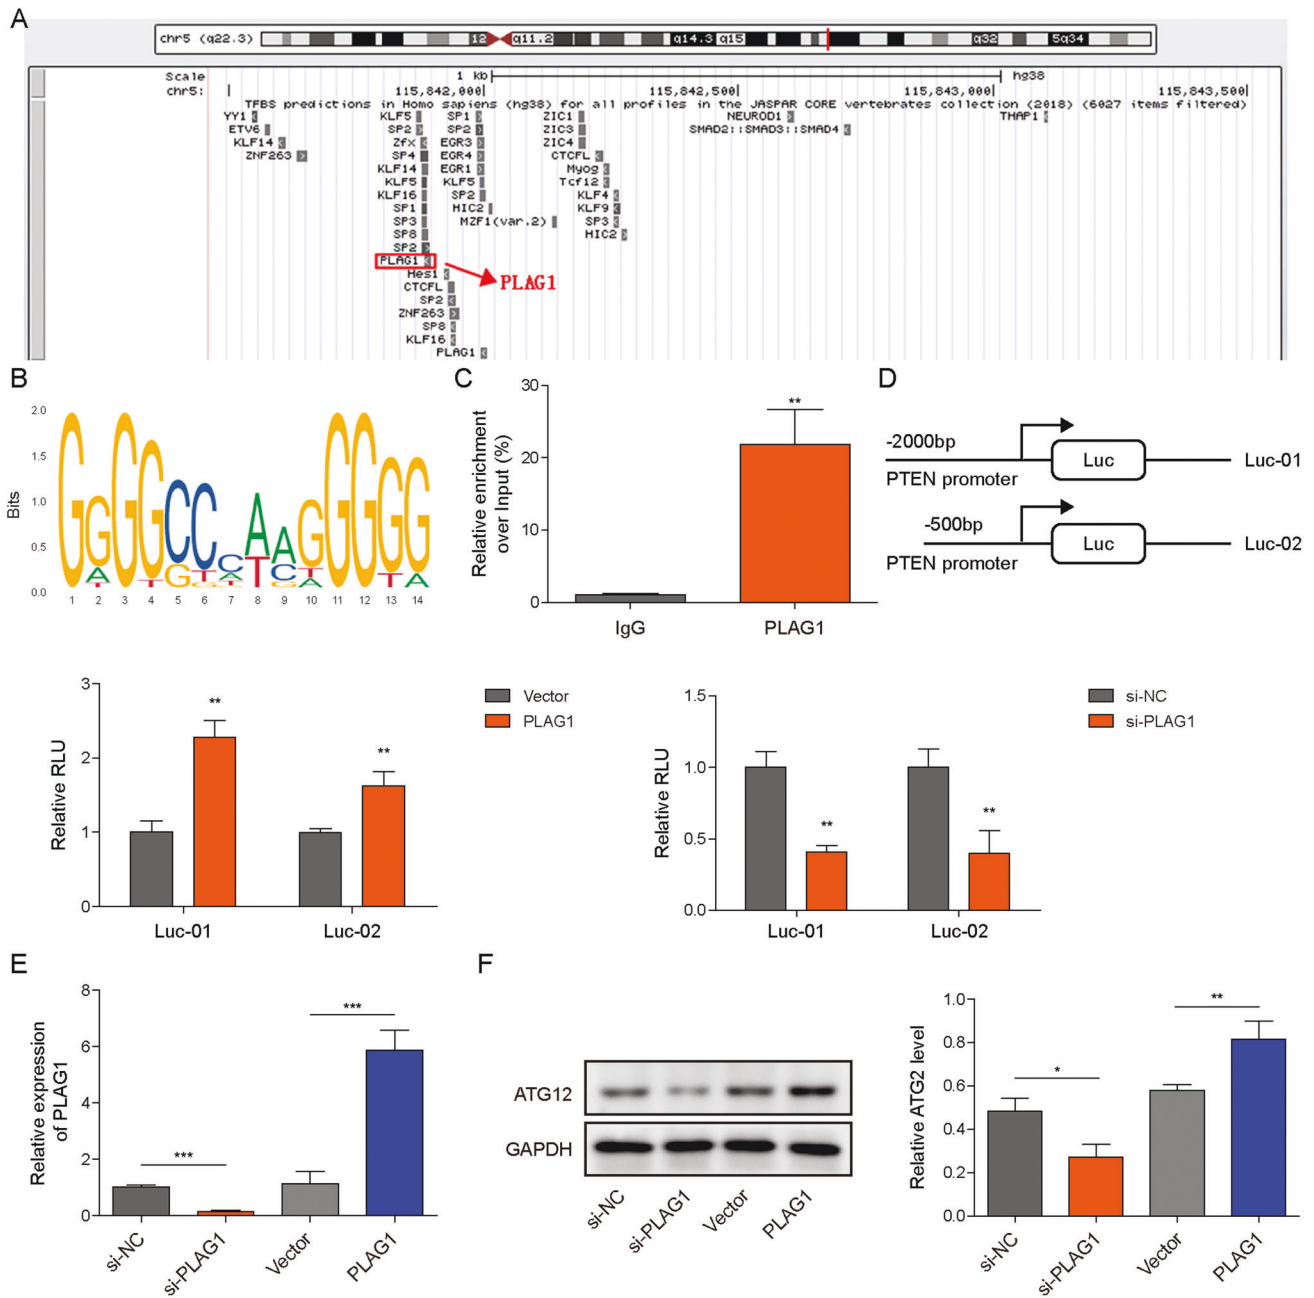 A
chr5 (q22.3)
12
q11.2
q14.3
q15
q32
5q34
Scale
1 kb
hg38
chr5:
115,842,000
115,842,500
115,843,000
115,843,500
TFBS predictions in Homo sapiens (hg38) for all profiles in the JASPAR CORE vertebrates collection (2018) (6027 items filtered)
YY1 KLF5 SP1 ZIC1 NEUROD1 THAP1
ETV6 SP2 SP2 ZIC3 SMAD2::SMAD3::SMAD4
KLF14 Zfx EGR3 ZIC4
ZNF263 SP4 EGR4 CTCFL
KLF14 EGR1 Myog
KLF5 KLF5 Tcf12
KLF16 SP2 KLF4
SP1 HIC2 KLF9
SP3 MZF1(var.2) SP3
SP8 HIC2
SP2
PLAG1
Hes1
PLAG1
CTCFL
SP2
ZNF263
SP8
KLF16
PLAG1
B
Bits
2.0
1.5
1.0
0.5
0.0
1 2 3 4 5 6 7 8 9 10 11 12 13 14
C
Relative enrichment
over Input (%)
30
20
10
0
**
IgG PLAG1
D
-2000bp
PTEN promoter
Luc
Luc-01
-500bp
PTEN promoter
Luc
Luc-02
Relative RLU
3
2
1
0
**
**
Luc-01 Luc-02
Vector
PLAG1
Relative RLU
1.5
1.0
0.5
0.0
**
**
Luc-01 Luc-02
si-NC
si-PLAG1
E
Relative expression
of PLAG1
8
6
4
2
0
***
***
si-NC si-PLAG1 Vector PLAG1
F
ATG12
GAPDH
si-NC si-PLAG1 Vector PLAG1
Relative ATG2 level
1.0
0.8
0.6
0.4
0.2
0.0
*
**
si-NC si-PLAG1 Vector PLAG1